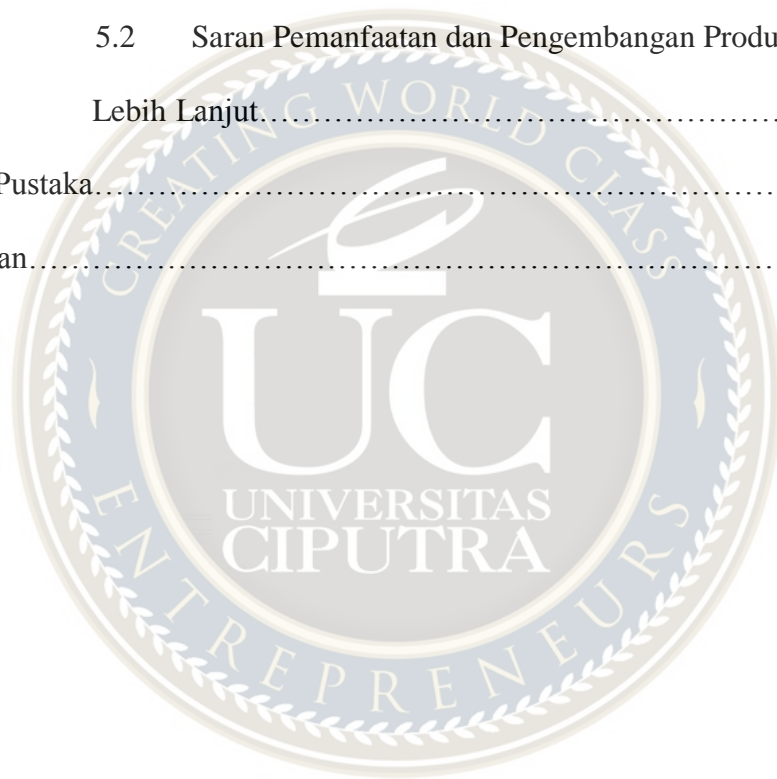 5.2 Saran Pemanfaatan dan Pengembangan Produ
Lebih Lanjut……………………………………………
Pustaka……………………………………………………………
an…………………………………………………………………
CREATING WORLD CLASS
UC
UNIVERSITAS
CIPUTRA
ENTREPRENEURS